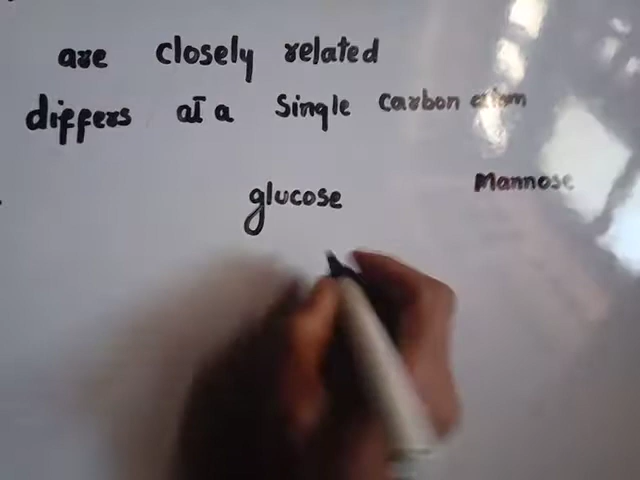 are closely related
differs at a Single Carbon atom
glucose Mannose